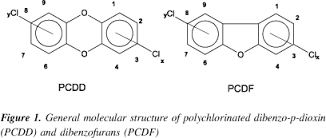 yCl 9 1 9 1
8 O 2 yCl 8 2
7 O Clx 7 O Clx
6 4 3 6 4 3
PCDD PCDF
Figure 1. General molecular structure of polychlorinated dibenzo-p-dioxin
(PCDD) and dibenzofurans (PCDF)